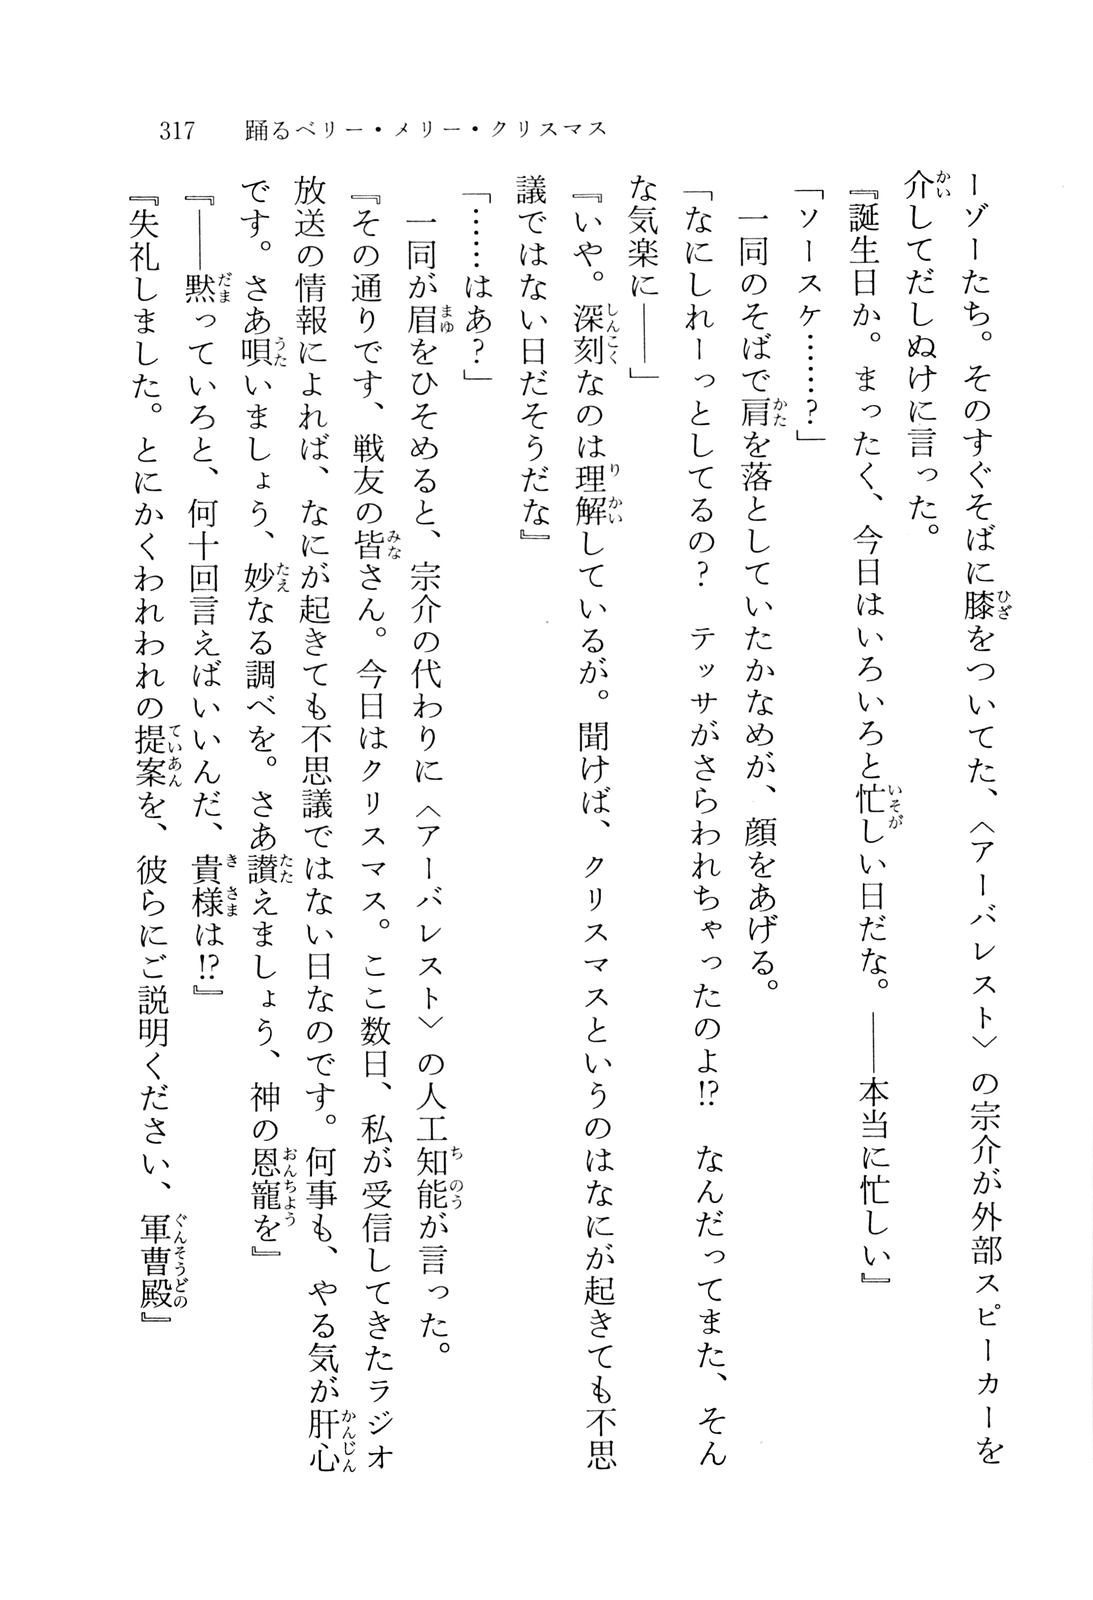 317　踊るベリー・メリー・クリスマス
ーゾーたち。そのすぐそばに膝をついてた、〈アーバレスト〉の宗介が外部スピーカーを
介してだしぬけに言った。
『誕生日か。まったく、今日はいろいろと忙しい日だな。――本当に忙しい』
「ソースケ……？」
　一同のそばで肩を落としていたかなめが、顔をあげる。
「なにしれーっとしてるの？　テッサがさらわれちゃったのよ!?　なんだってまた、そん
な気楽に――」
『いや。深刻なのは理解しているが。聞けば、クリスマスというのはなにが起きても不思
議ではない日だそうだな』
「……はあ？」
　一同が眉をひそめると、宗介の代わりに〈アーバレスト〉の人工知能が言った。
『その通りです、戦友の皆さん。今日はクリスマス。ここ数日、私が受信してきたラジオ
放送の情報によれば、なにが起きても不思議ではない日なのです。何事も、やる気が肝心
です。さあ唄いましょう、妙なる調べを。さあ讃えましょう、神の恩寵を』
『――黙っていろと、何十回言えばいいんだ、貴様は!?』
『失礼しました。とにかくわれわれの提案を、彼らにご説明ください、軍曹殿』